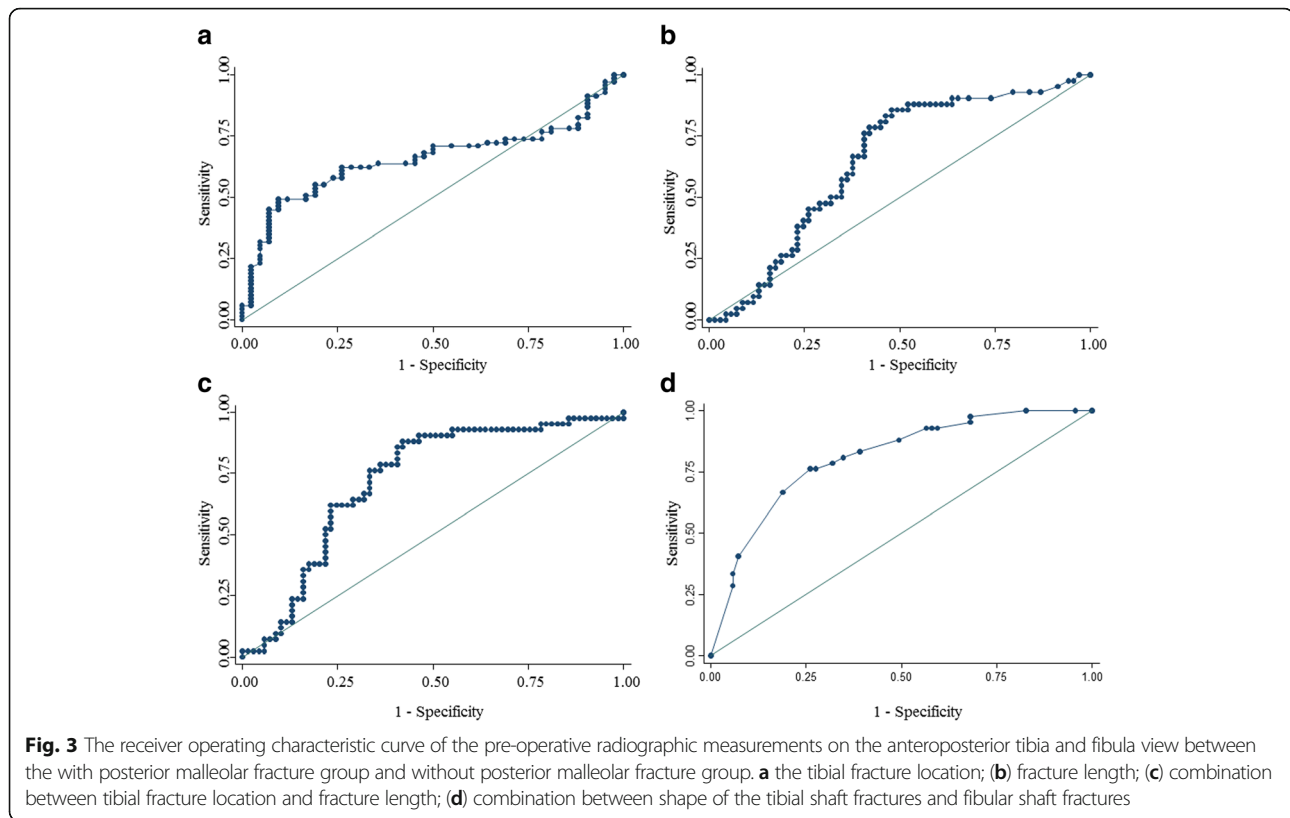 a
b
1.00
0.75
0.50
0.25
0.00
Sensitivity
0.00 0.25 0.50 0.75 1.00
1 - Specificity
1.00
0.75
0.50
0.25
0.00
Sensitivity
0.00 0.25 0.50 0.75 1.00
1 - Specificity
c
d
1.00
0.75
0.50
0.25
0.00
Sensitivity
0.00 0.25 0.50 0.75 1.00
1 - Specificity
1.00
0.75
0.50
0.25
0.00
Sensitivity
0.00 0.25 0.50 0.75 1.00
1 - Specificity
Fig. 3 The receiver operating characteristic curve of the pre-operative radiographic measurements on the anteroposterior tibia and fibula view between
the with posterior malleolar fracture group and without posterior malleolar fracture group. a the tibial fracture location; (b) fracture length; (c) combination
between tibial fracture location and fracture length; (d) combination between shape of the tibial shaft fractures and fibular shaft fractures